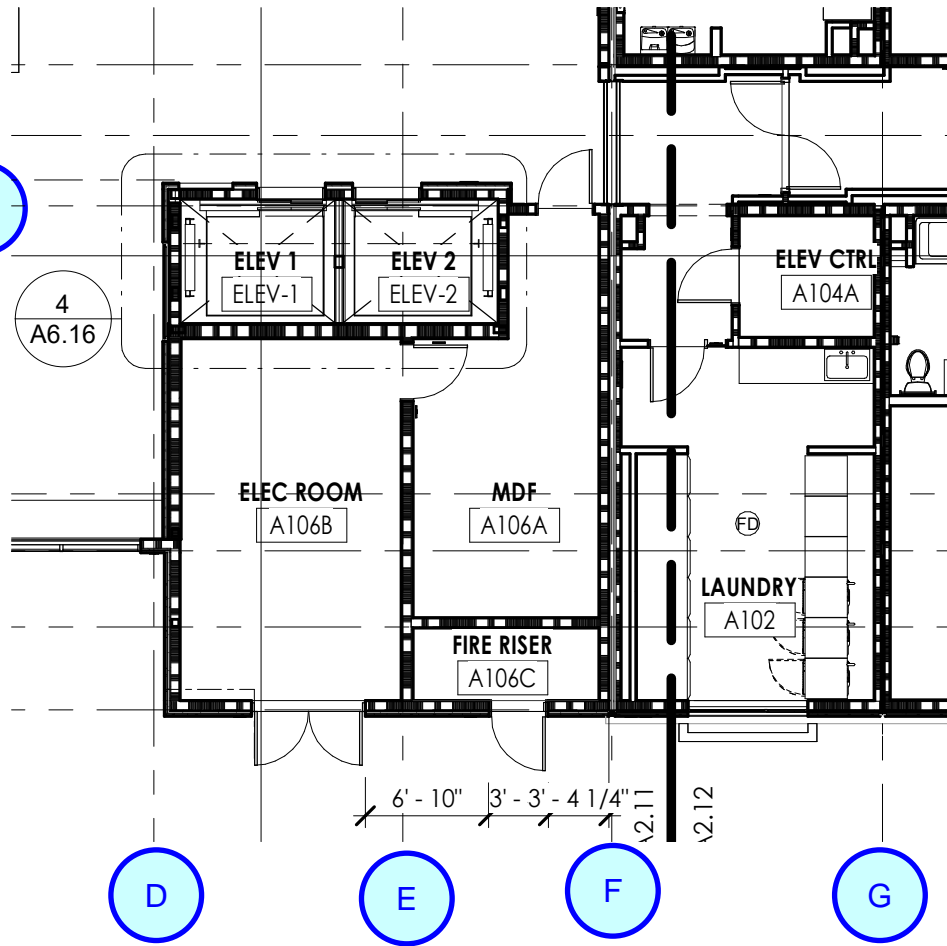 ELEV 1
ELEV-1
ELEV 2
ELEV-2
ELEV CTRL
A104A
4
A6.16
ELEC ROOM
A106B
MDF
A106A
FD
LAUNDRY
A102
FIRE RISER
A106C
6' - 10"
3' - 3' - 4 1/4"
A2.11
A2.12
D
E
F
G